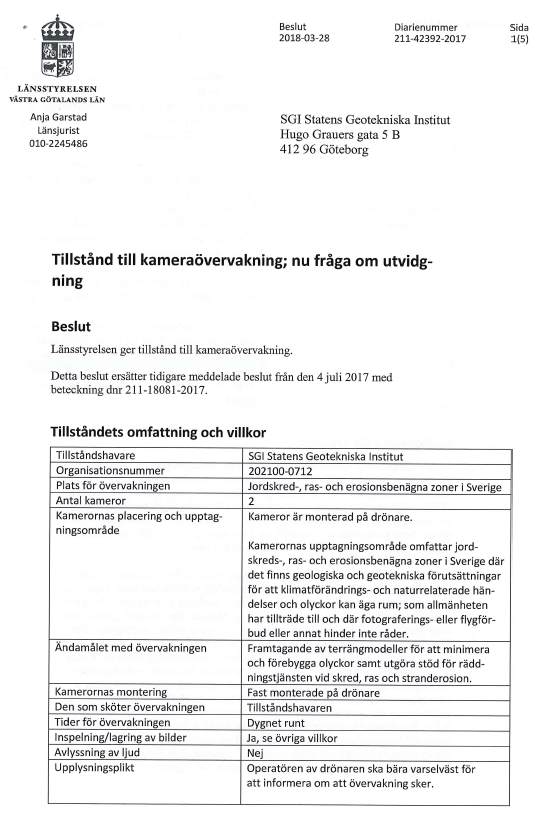 Beslut
2018-03-28
Diarienummer
211-42392-2017
Sida
1(5)
LÄNSSTYRELSEN
VÄSTRA GÖTALANDS LÄN
Anja Garstad
Länsjurist
010-2245486
SGI Statens Geotekniska Institut
Hugo Grauers gata 5 B
412 96 Göteborg
Tillstånd till kameraövervakning; nu fråga om utvidg-
ning
Beslut
Länsstyrelsen ger tillstånd till kameraövervakning.
Detta beslut ersätter tidigare meddelade beslut från den 4 juli 2017 med
beteckning dnr 211-18081-2017.
Tillståndets omfattning och villkor
Tillståndshavare SGI Statens Geotekniska Institut
Organisationsnummer 202100-0712
Plats för övervakningen Jordskred-, ras- och erosionsbenägna zoner i Sverige
Antal kameror 2
Kamerornas placering och upptag-
ningsområde
Kameror är monterad på drönare.
Kamerornas upptagningsområde omfattar jord-
skreds-, ras- och erosionsbenägna zoner i Sverige där
det finns geologiska och geotekniska förutsättningar
för att klimatförändrings- och naturrelaterade hän-
delser och olyckor kan äga rum; som allmänheten
har tillträde till och där fotograferings- eller flygför-
bud eller annat hinder inte råder.
Ändamålet med övervakningen
Framtagande av terrängmodeller för att minimera
och förebygga olyckor samt utgöra stöd för rädd-
ningstjänsten vid skred, ras och stranderosion.
Kamerornas montering Fast monterade på drönare
Den som sköter övervakningen Tillståndshavaren
Tider för övervakningen Dygnet runt
Inspelning/lagring av bilder Ja, se övriga villkor
Avlyssning av ljud Nej
Upplysningsplikt
Operatören av drönaren ska bära varselväst för
att informera om att övervakning sker.